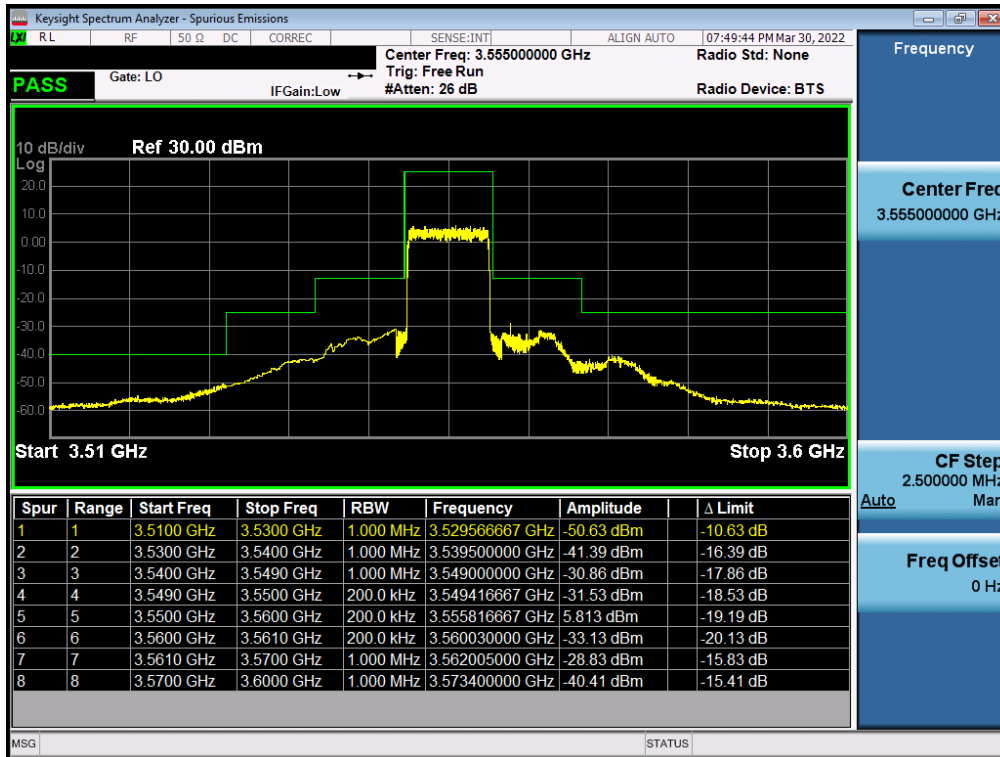 Keysight Spectrum Analyzer - Spurious Emissions
LXI RL RF 50 Ω DC CORREC SENSE:INT ALIGN AUTO 07:49:44 PM Mar 30, 2022
Center Freq: 3.555000000 GHz Radio Std: None
Gate: LO Trig: Free Run
PASS IFGain:Low #Atten: 26 dB Radio Device: BTS
10 dB/div Ref 30.00 dBm
Log
20.0
10.0
0.00
-10.0
-20.0
-30.0
-40.0
-50.0
-60.0
Start 3.51 GHz Stop 3.6 GHz
Spur Range Start Freq Stop Freq RBW Frequency Amplitude Δ Limit
1 1 3.5100 GHz 3.5300 GHz 1.000 MHz 3.529566667 GHz -50.63 dBm -10.63 dB
2 2 3.5300 GHz 3.5400 GHz 1.000 MHz 3.539500000 GHz -41.39 dBm -16.39 dB
3 3 3.5400 GHz 3.5490 GHz 1.000 MHz 3.549000000 GHz -30.86 dBm -17.86 dB
4 4 3.5490 GHz 3.5500 GHz 200.0 kHz 3.549416667 GHz -31.53 dBm -18.53 dB
5 5 3.5500 GHz 3.5600 GHz 200.0 kHz 3.555816667 GHz 5.813 dBm -19.19 dB
6 6 3.5600 GHz 3.5610 GHz 200.0 kHz 3.560030000 GHz -33.13 dBm -20.13 dB
7 7 3.5610 GHz 3.5700 GHz 1.000 MHz 3.562005000 GHz -28.83 dBm -15.83 dB
8 8 3.5700 GHz 3.6000 GHz 1.000 MHz 3.573400000 GHz -40.41 dBm -15.41 dB
MSG STATUS
Frequency
Center Freq
3.555000000 GHz
CF Step
2.500000 MHz
Auto Man
Freq Offset
0 Hz